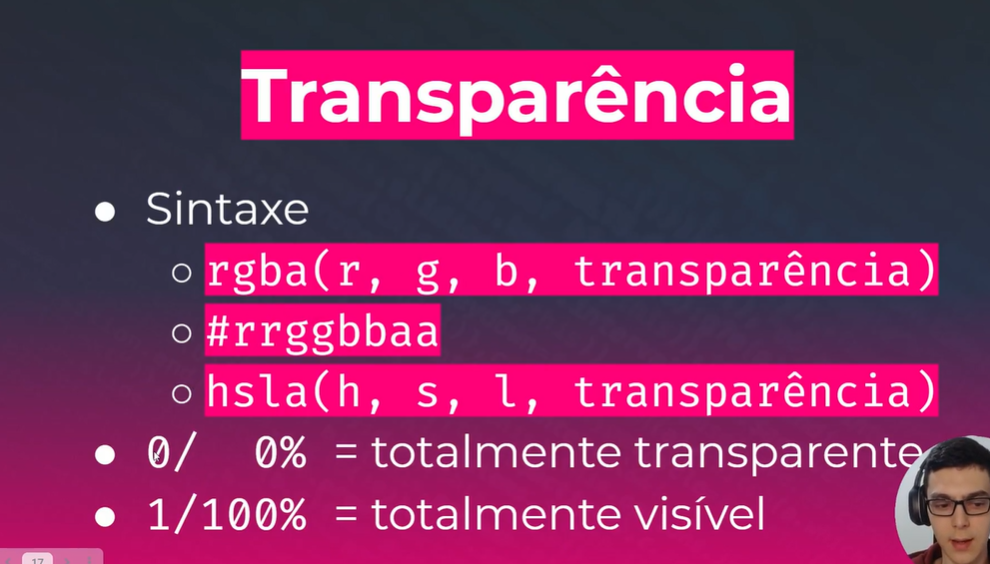 Transparência
Sintaxe
rgba(r, g, b, transparência)
#rrggbbaa
hsla(h, s, l, transparência)
0/ 0% = totalmente transparente
1/100% = totalmente visível
17